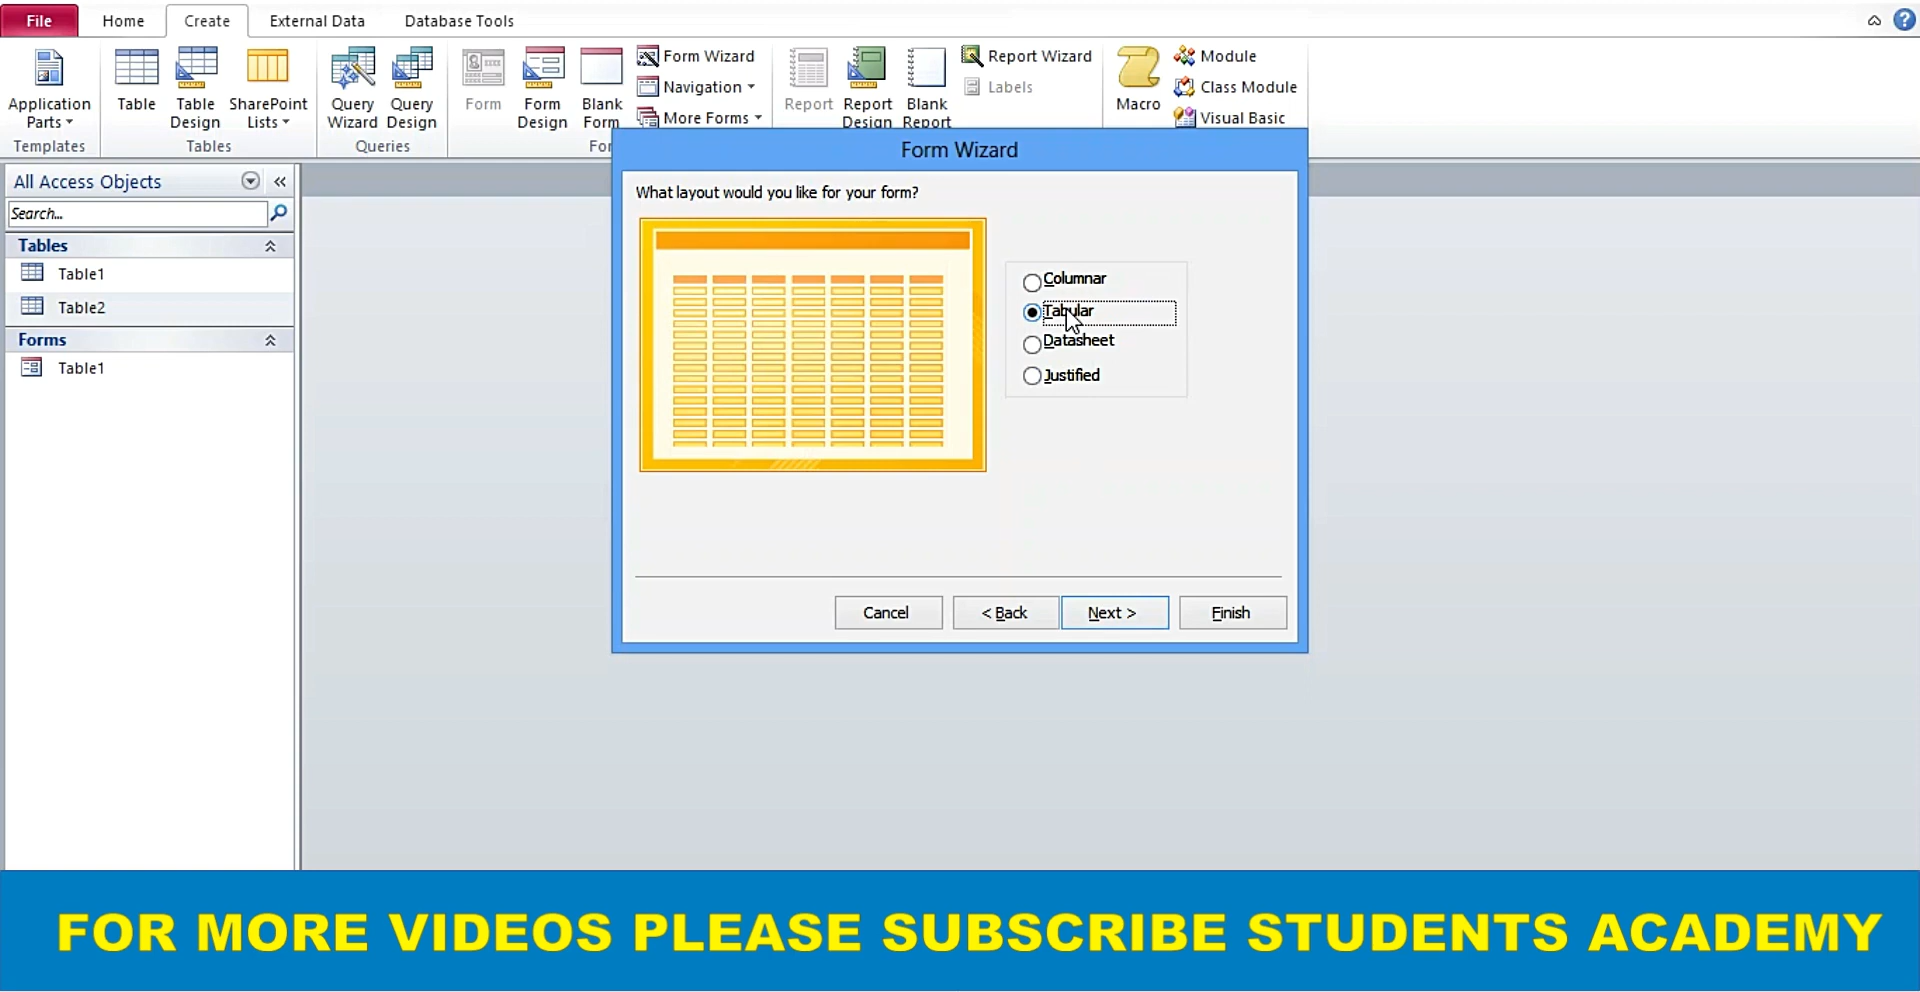 File Home Create External Data Database Tools
Application Parts
Table
Table Design
SharePoint Lists
Query Wizard
Query Design
Form
Form Design
Blank Form
Form Wizard
Navigation
More Forms
Report
Report Design
Blank Report
Report Wizard
Labels
Macro
Module
Class Module
Visual Basic
Templates Tables Queries
All Access Objects
Search...
Tables
Table1
Table2
Forms
Table1
Form Wizard
What layout would you like for your form?
Columnar
Tabular
Datasheet
Justified
Cancel < Back Next > Finish
FOR MORE VIDEOS PLEASE SUBSCRIBE STUDENTS ACADEMY